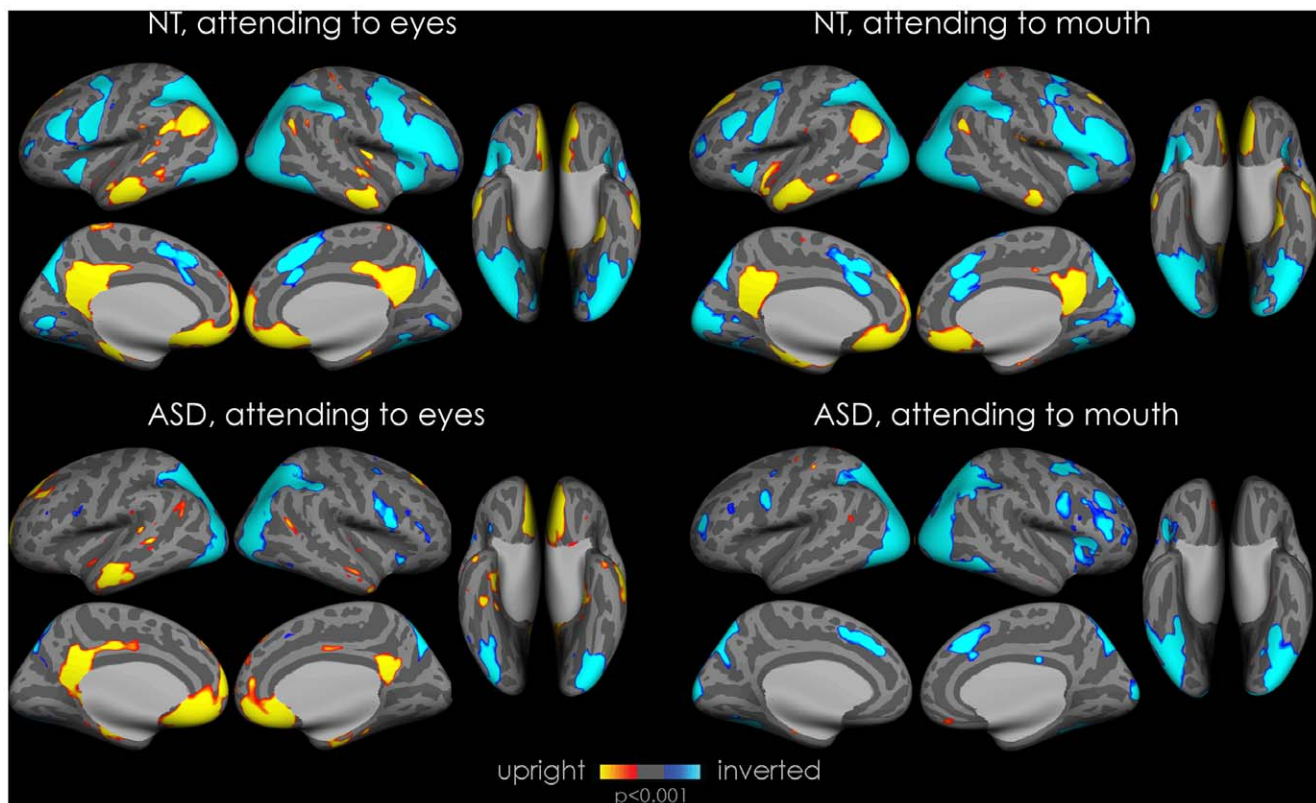 NT, attending to eyes
NT, attending to mouth
ASD, attending to eyes
ASD, attending to mouth
upright inverted
p<0.001